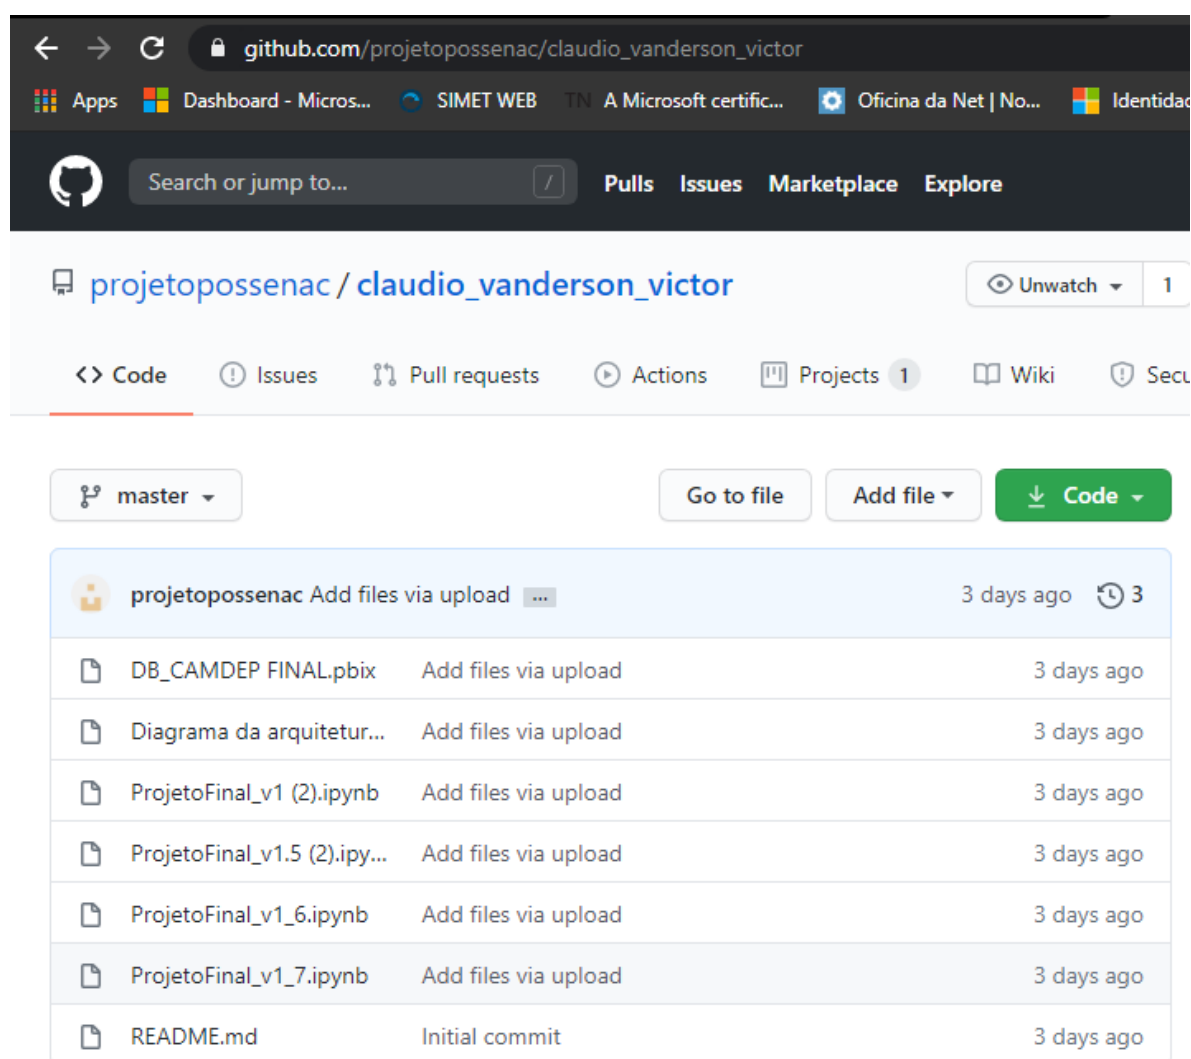 github.com/projetopossenac/claudio_vanderson_victor
Apps Dashboard - Micros... SIMET WEB TN A Microsoft certific... Oficina da Net | No... Identidad
Search or jump to... / Pulls Issues Marketplace Explore
projetopossenac / claudio_vanderson_victor Unwatch 1
<> Code Issues Pull requests Actions Projects 1 Wiki Secu
master Go to file Add file Code
projetopossenac Add files via upload ... 3 days ago 3
DB_CAMDEP FINAL.pbix Add files via upload 3 days ago
Diagrama da arquitetur... Add files via upload 3 days ago
ProjetoFinal_v1 (2).ipynb Add files via upload 3 days ago
ProjetoFinal_v1.5 (2).ipy... Add files via upload 3 days ago
ProjetoFinal_v1_6.ipynb Add files via upload 3 days ago
ProjetoFinal_v1_7.ipynb Add files via upload 3 days ago
README.md Initial commit 3 days ago